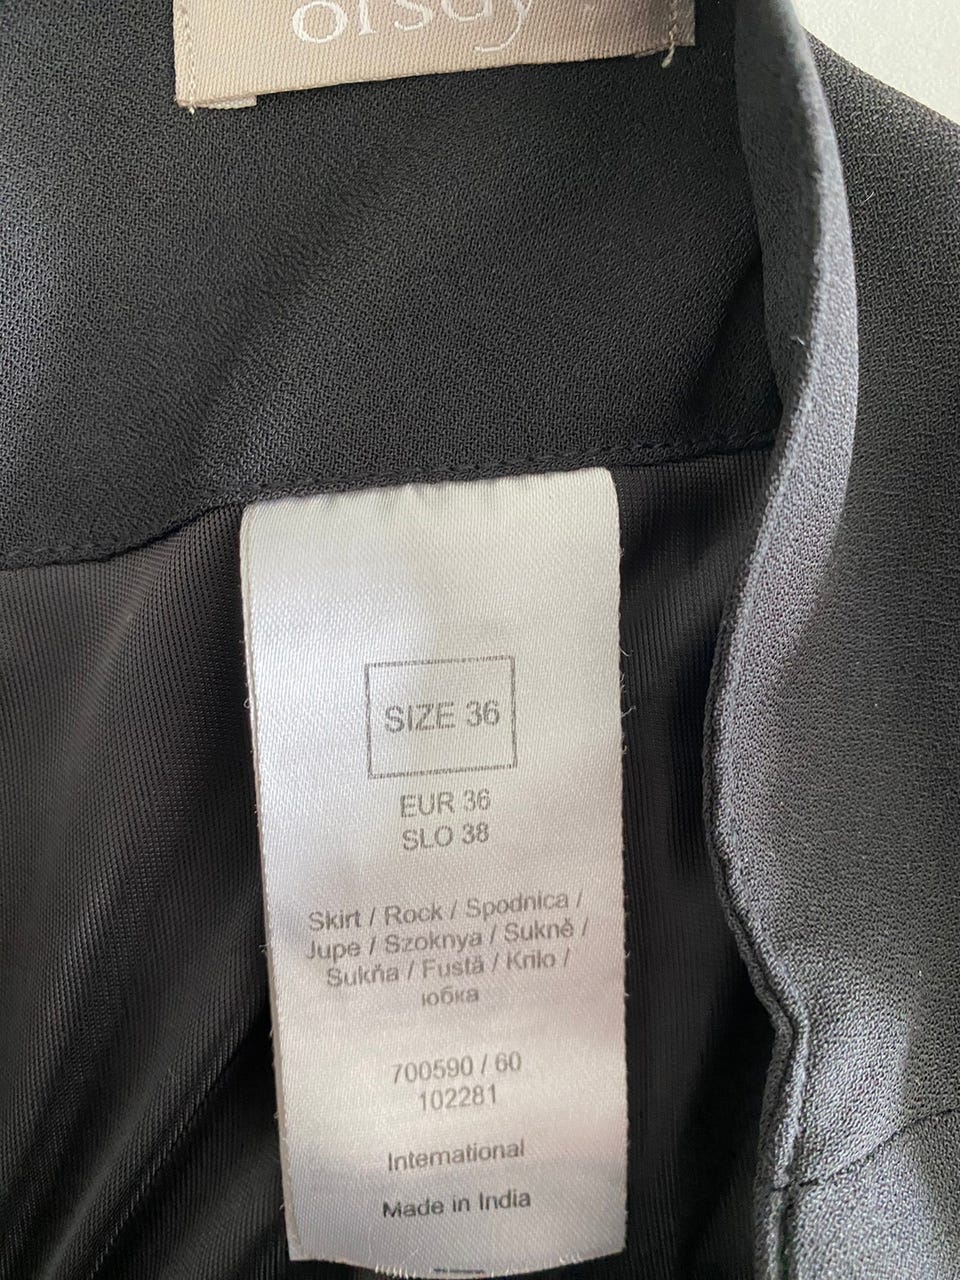 orsay
SIZE 36
EUR 36
SLO 38
Skirt / Rock / Spodnica /
Jupe / Szoknya / Sukně /
Sukňa / Fustă / Krilo /
юбка
700590 / 60
102281
International
Made in India